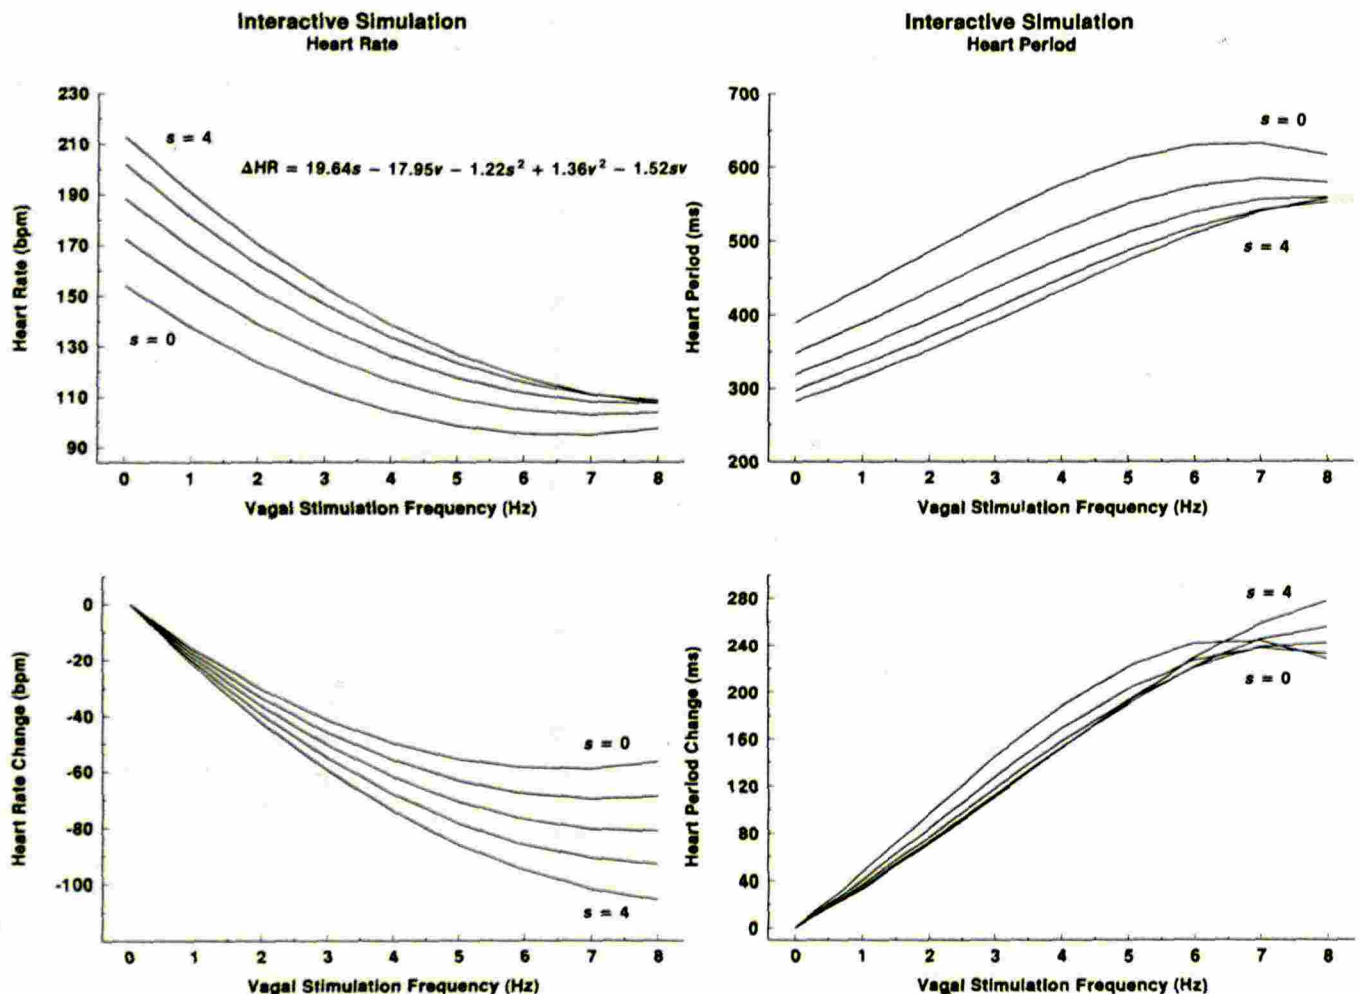 Interactive Simulation
Heart Rate
Heart Rate (bpm)
230
210
190
170
150
130
110
90
s = 4
ΔHR = 19.64s − 17.95v − 1.22s² + 1.36v² − 1.52sv
s = 0
0 1 2 3 4 5 6 7 8
Vagal Stimulation Frequency (Hz)
Interactive Simulation
Heart Period
Heart Period (ms)
700
600
500
400
300
200
s = 0
s = 4
0 1 2 3 4 5 6 7 8
Vagal Stimulation Frequency (Hz)
Heart Rate Change (bpm)
0
-20
-40
-60
-80
-100
s = 0
s = 4
0 1 2 3 4 5 6 7 8
Vagal Stimulation Frequency (Hz)
Heart Period Change (ms)
280
240
200
160
120
80
40
0
s = 4
s = 0
0 1 2 3 4 5 6 7 8
Vagal Stimulation Frequency (Hz)